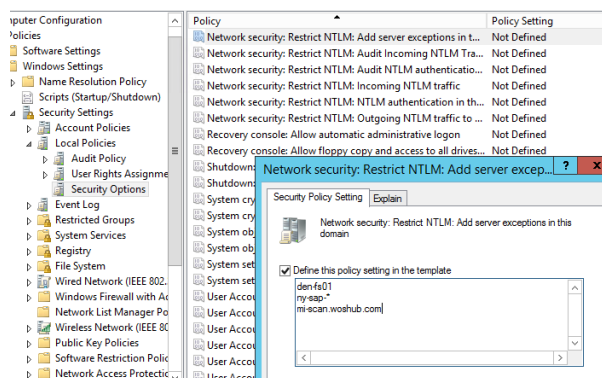 nputer Configuration
Policies
Software Settings
Windows Settings
Name Resolution Policy
Scripts (Startup/Shutdown)
Security Settings
Account Policies
Local Policies
Audit Policy
User Rights Assignme
Security Options
Event Log
Restricted Groups
System Services
Registry
File System
Wired Network (IEEE 802.
Windows Firewall with Ad
Network List Manager Po
Wireless Network (IEEE 80
Public Key Policies
Software Restriction Polic
Network Access Protectic
Policy Policy Setting
Network security: Restrict NTLM: Add server exceptions in t... Not Defined
Network security: Restrict NTLM: Audit Incoming NTLM Tra... Not Defined
Network security: Restrict NTLM: Audit NTLM authenticatio... Not Defined
Network security: Restrict NTLM: Incoming NTLM traffic Not Defined
Network security: Restrict NTLM: NTLM authentication in th... Not Defined
Network security: Restrict NTLM: Outgoing NTLM traffic to ... Not Defined
Recovery console: Allow automatic administrative logon Not Defined
Recovery console: Allow floppy copy and access to all drives... Not Defined
Shutdown:
Shutdown:
System cry
System cry
System obj
System obj
System set
System set
User Accou
User Accou
User Accou
User Accou
User Accou
Network security: Restrict NTLM: Add server excep... ? x
Security Policy Setting Explain
Network security: Restrict NTLM: Add server exceptions in this
domain
Define this policy setting in the template
den-fs01
ny-sap-*
mi-scan.woshub.com